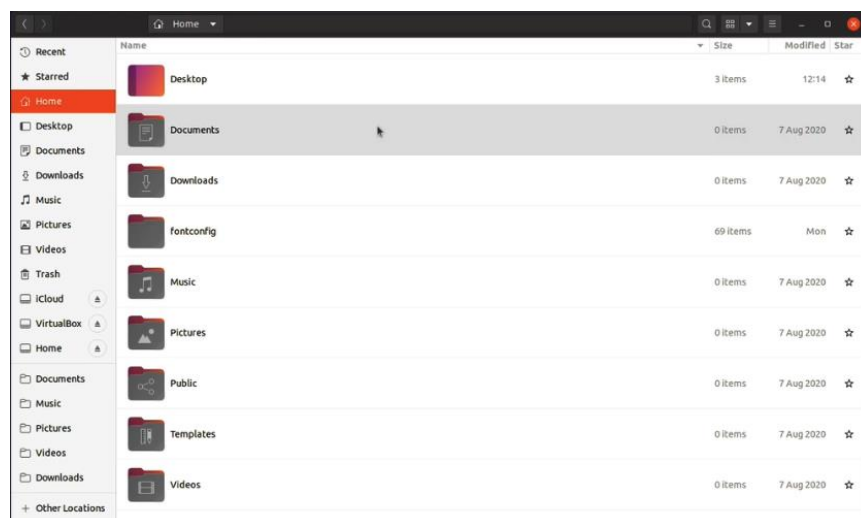 Home
Recent
Starred
Home
Desktop
Documents
Downloads
Music
Pictures
Videos
Trash
iCloud
VirtualBox
Home
Documents
Music
Pictures
Videos
Downloads
+ Other Locations
Name Size Modified Star
Desktop 3 items 12:14
Documents 0 items 7 Aug 2020
Downloads 0 items 7 Aug 2020
fontconfig 69 items Mon
Music 0 items 7 Aug 2020
Pictures 0 items 7 Aug 2020
Public 0 items 7 Aug 2020
Templates 0 items 7 Aug 2020
Videos 0 items 7 Aug 2020